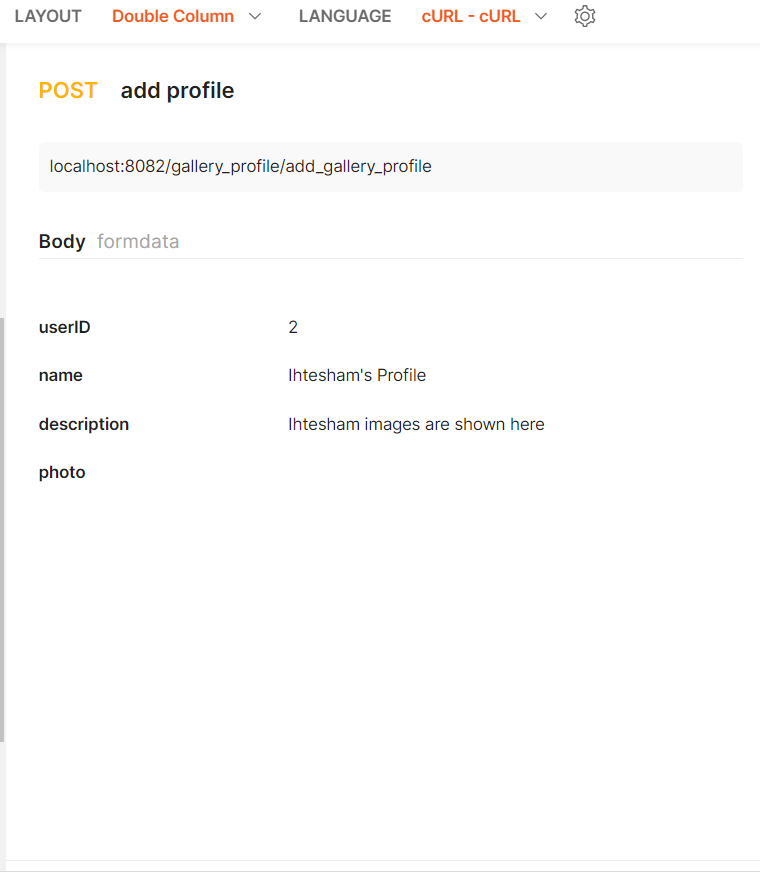 LAYOUT Double Column LANGUAGE cURL - cURL
POST add profile
localhost:8082/gallery_profile/add_gallery_profile
Body formdata
userID 2
name Ihtesham's Profile
description Ihtesham images are shown here
photo